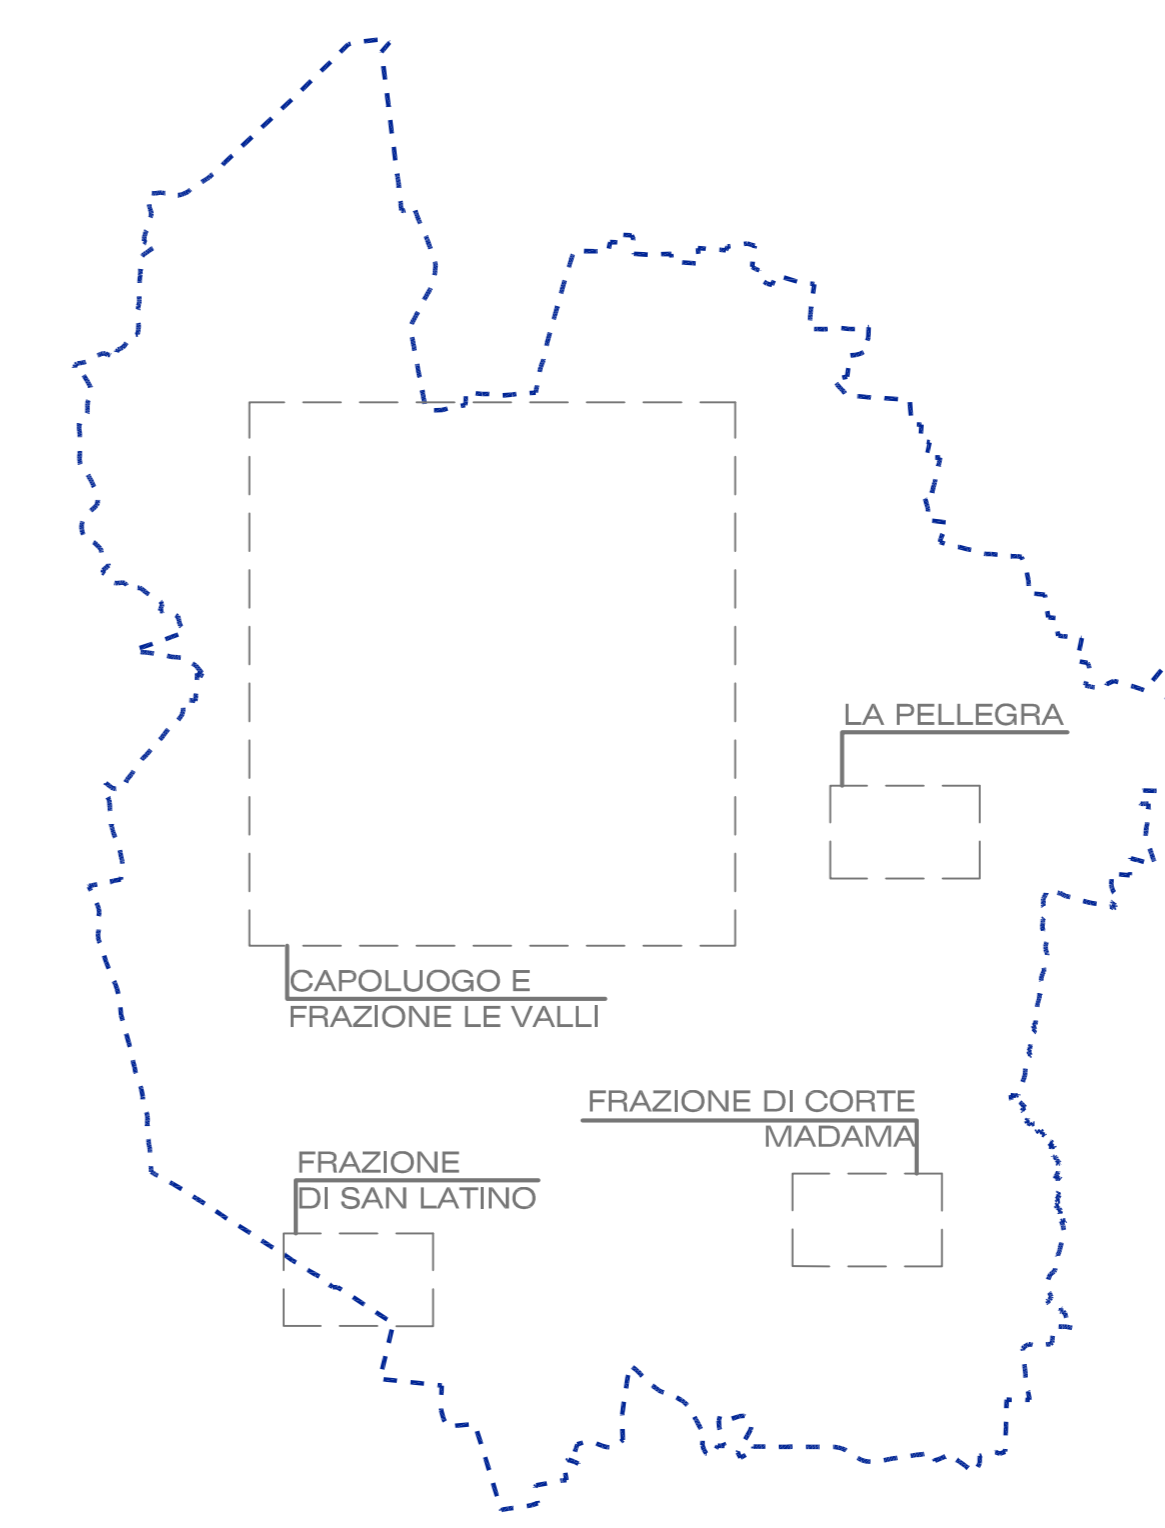 LA PELLEGRA
CAPOLUOGO E
FRAZIONE LE VALLI
FRAZIONE DI CORTE
MADAMA
FRAZIONE
DI SAN LATINO